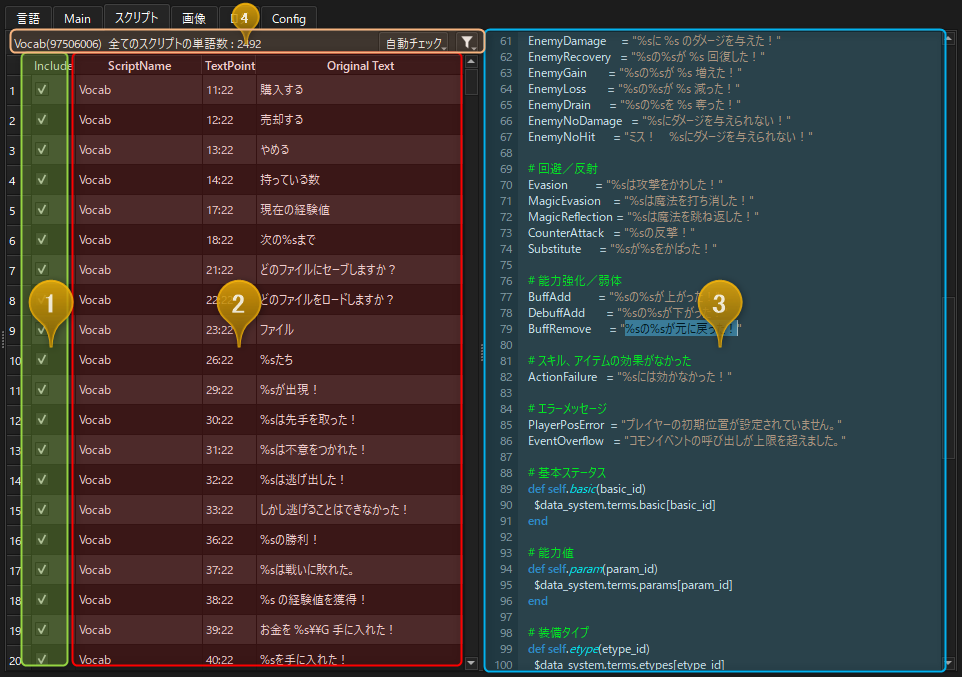 言語 Main スクリプト 画像 4 Config
Vocab(97506006) 全てのスクリプトの単語数 : 2492 自動チェック
Include ScriptName TextPoint Original Text
1 Vocab 11:22 購入する
2 Vocab 12:22 売却する
3 Vocab 13:22 やめる
4 Vocab 14:22 持っている数
5 Vocab 17:22 現在の経験値
6 Vocab 18:22 次の%sまで
7 Vocab 21:22 どのファイルにセーブしますか？
8 Vocab どのファイルをロードしますか？
9 Vocab 23:22 ファイル
10 Vocab 26:22 %sたち
11 Vocab 29:22 %sが出現！
12 Vocab 30:22 %sは先手を取った！
13 Vocab 31:22 %sは不意をつかれた！
14 Vocab 32:22 %sは逃げ出した！
15 Vocab 33:22 しかし逃げることはできなかった！
16 Vocab 36:22 %sの勝利！
17 Vocab 37:22 %sは戦いに敗れた。
18 Vocab 38:22 %s の経験値を獲得！
19 Vocab 39:22 お金を %s¥¥G 手に入れた！
20 Vocab 40:22 %sを手に入れた！
1
2
61 EnemyDamage = "%sに %s のダメージを与えた！"
62 EnemyRecovery = "%sの%sが %s 回復した！"
63 EnemyGain = "%sの%sが %s 増えた！"
64 EnemyLoss = "%sの%sが %s 減った！"
65 EnemyDrain = "%sの%sを %s 奪った！"
66 EnemyNoDamage = "%sにダメージを与えられない！"
67 EnemyNoHit = "ミス！　%sにダメージを与えられない！"
68
69 # 回避／反射
70 Evasion = "%sは攻撃をかわした！"
71 MagicEvasion = "%sは魔法を打ち消した！"
72 MagicReflection = "%sは魔法を跳ね返した！"
73 CounterAttack = "%sの反撃！"
74 Substitute = "%sが%sをかばった！"
75
76 # 能力強化／弱体
77 BuffAdd = "%sの%sが上がっ
78 DebuffAdd = "%sの%sが下がっ
79 BuffRemove = "%sの%sが元に戻った！"
80
81 # スキル、アイテムの効果がなかった
82 ActionFailure = "%sには効かなかった！"
83
84 # エラーメッセージ
85 PlayerPosError = "プレイヤーの初期位置が設定されていません。"
86 EventOverflow = "コモンイベントの呼び出しが上限を超えました。"
87
88 # 基本ステータス
89 def self.basic(basic_id)
90 $data_system.terms.basic[basic_id]
91 end
92
93 # 能力値
94 def self.param(param_id)
95 $data_system.terms.params[param_id]
96 end
97
98 # 装備タイプ
99 def self.etype(etype_id)
100 $data_system.terms.etypes[etype_id]
3